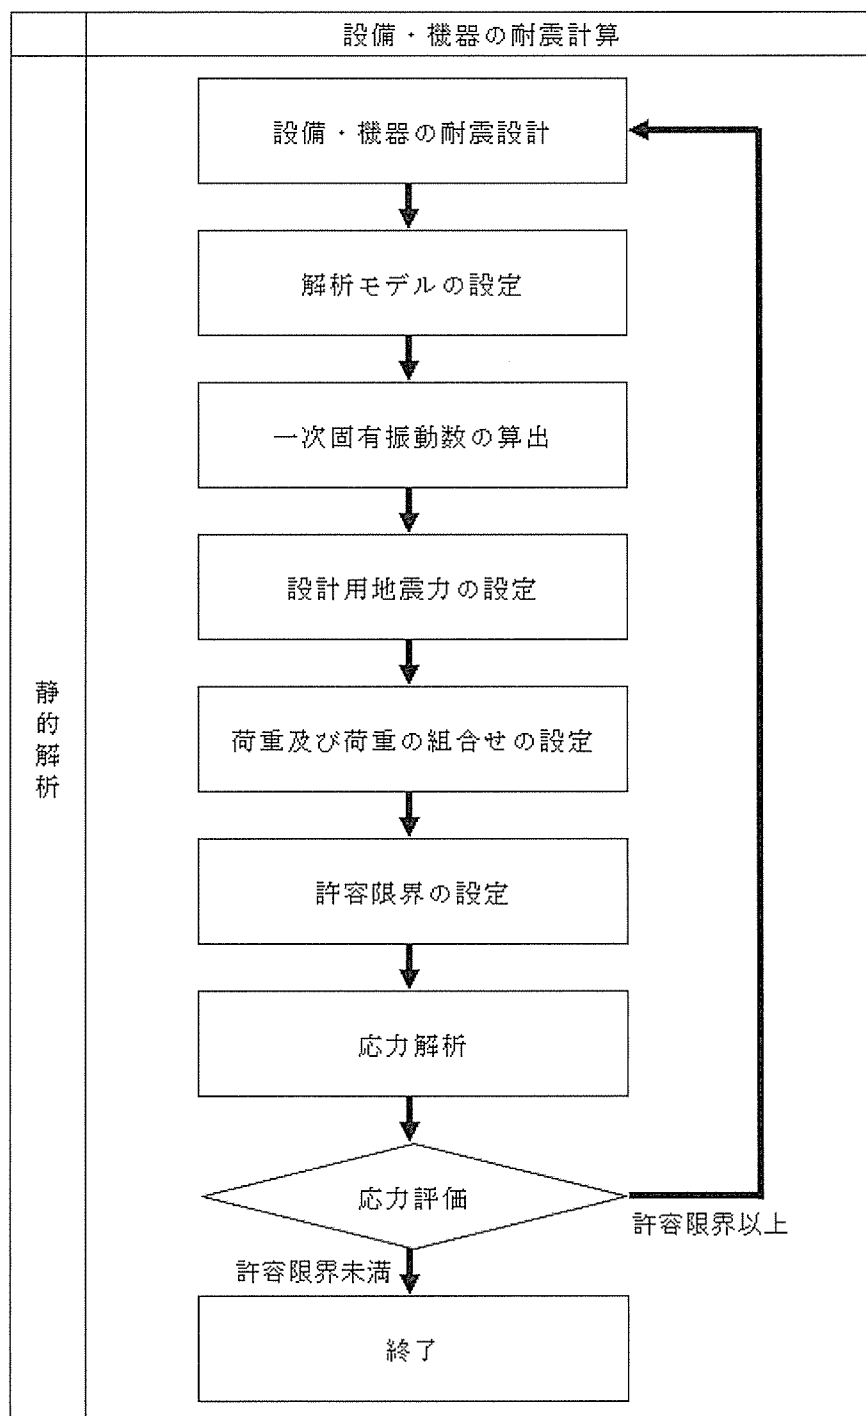 設備・機器の耐震計算
静的解析
設備・機器の耐震設計
解析モデルの設定
一次固有振動数の算出
設計用地震力の設定
荷重及び荷重の組合せの設定
許容限界の設定
応力解析
応力評価
許容限界以上
許容限界未満
終了